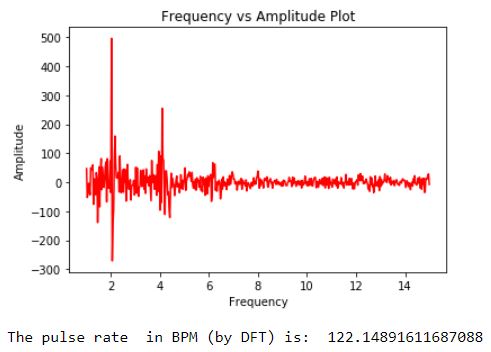 Frequency vs Amplitude Plot
500
400
300
200
100
0
−100
−200
−300
Amplitude
2 4 6 8 10 12 14
Frequency
The pulse rate  in BPM (by DFT) is:  122.14891611687088